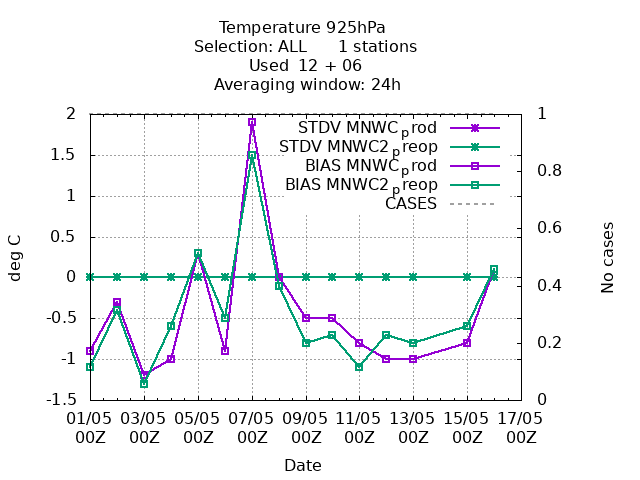 Temperature 925hPa
Selection: ALL 1 stations
Used 12 + 06
Averaging window: 24h
STDV MNWC_prod
STDV MNWC2_preop
BIAS MNWC_prod
BIAS MNWC2_preop
CASES
2
1.5
1
0.5
0
-0.5
-1
-1.5
deg C
1
0.8
0.6
0.4
0.2
0
No cases
01/05 03/05 05/05 07/05 09/05 11/05 13/05 15/05 17/05
00Z 00Z 00Z 00Z 00Z 00Z 00Z 00Z 00Z
Date